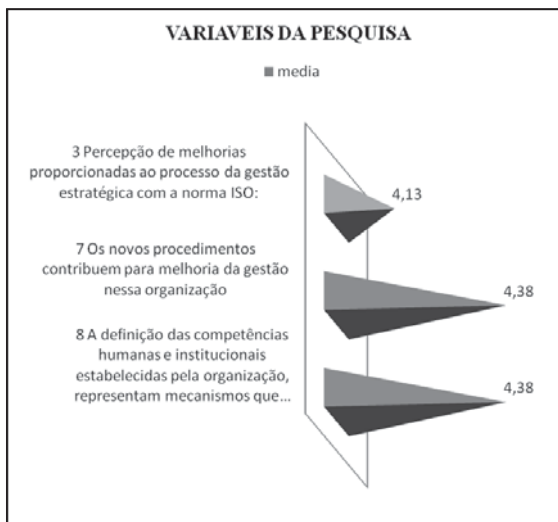 VARIAVEIS DA PESQUISA
media
3 Percepção de melhorias
proporcionadas ao processo da gestão
estratégica com a norma ISO:
4,13
7 Os novos procedimentos
contribuem para melhoria da gestão
nessa organização
4,38
8 A definição das competências
humanas e institucionais
estabelecidas pela organização,
representam mecanismos que...
4,38